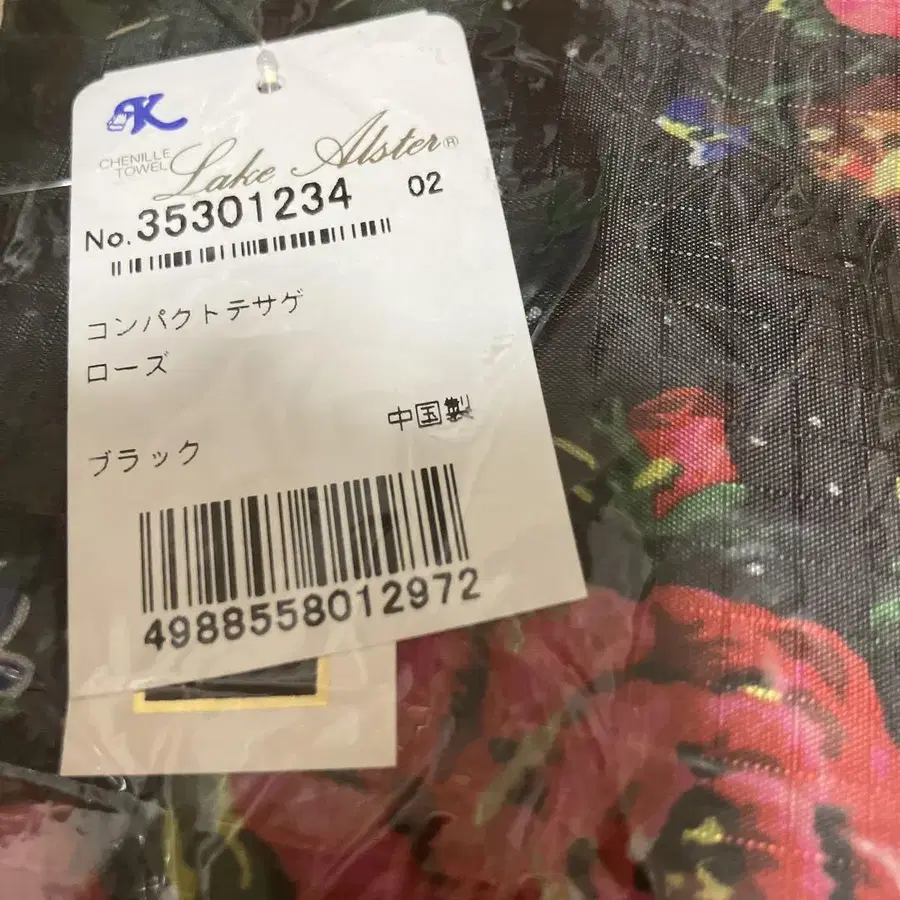 K
CHENILLE
TOWEL
Lake Alster®
No.35301234 02
コンパクトテサゲ
ローズ
中国製
ブラック
4988558012972